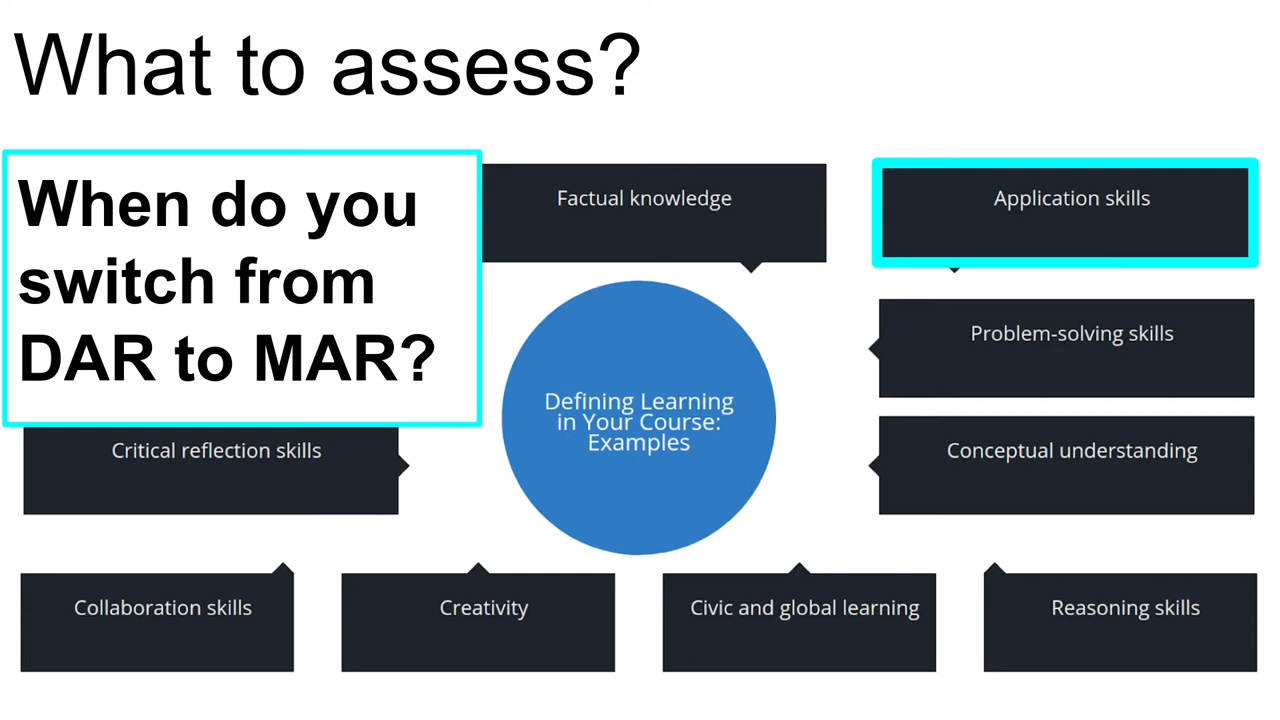 What to assess?
When do you
switch from
DAR to MAR?
Factual knowledge
Application skills
Problem-solving skills
Defining Learning
in Your Course:
Examples
Critical reflection skills
Conceptual understanding
Collaboration skills
Creativity
Civic and global learning
Reasoning skills